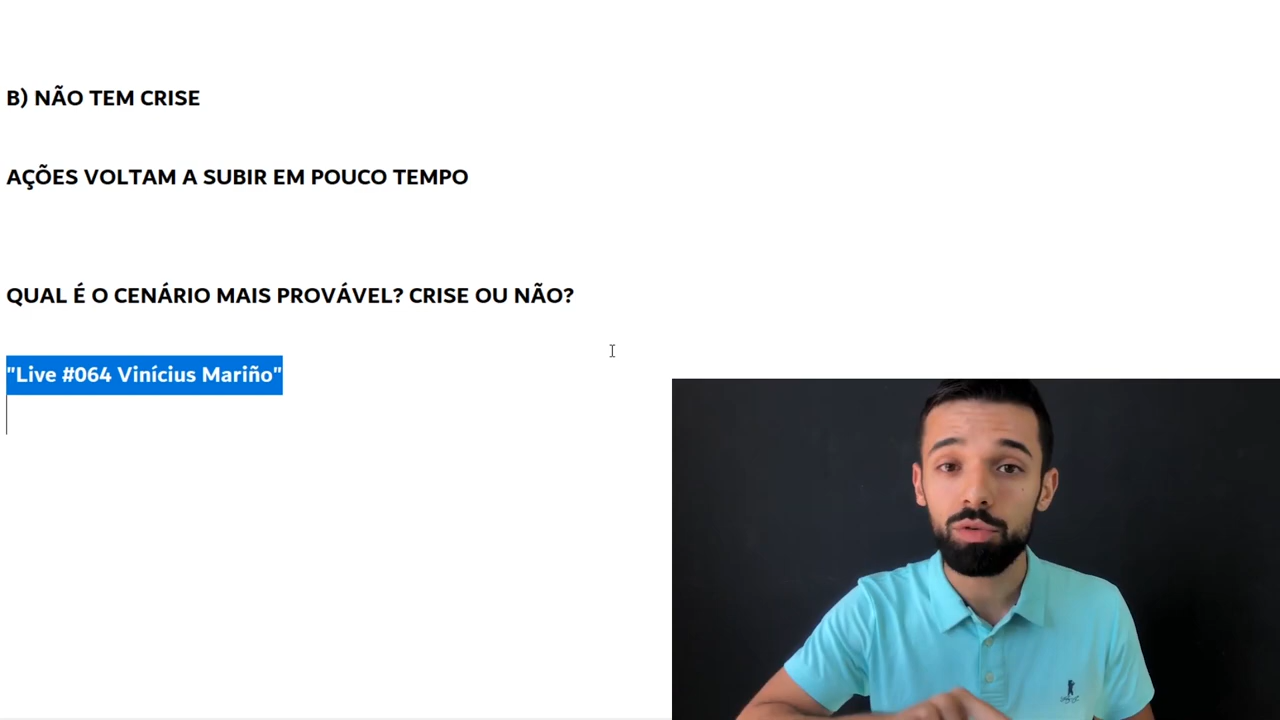 B) NÃO TEM CRISE
AÇÕES VOLTAM A SUBIR EM POUCO TEMPO
QUAL É O CENÁRIO MAIS PROVÁVEL? CRISE OU NÃO?
"Live #064 Vinícius Mariño"